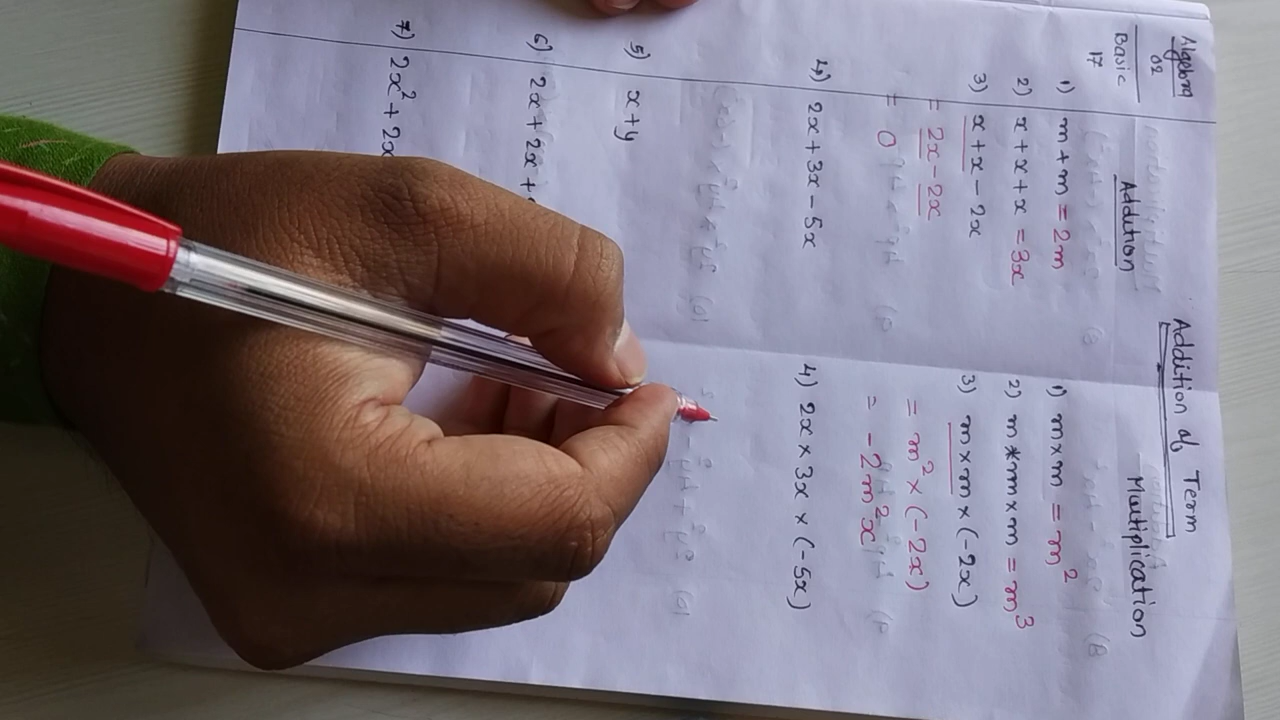 Algebra
02
Basic
17
Addition of Term
Addition
1) m + m = 2m
2) x + x + x = 3x
3) x + x - 2x
= 2x - 2x
= 0
4) 2x + 3x - 5x
5) x + y
6) 2x + 2x +
7) 2x² + 2x
Multiplication
1) m × m = m²
2) m × m × m = m³
3) m × m × (-2x)
= m² × (-2x)
= -2m²x
4) 2x × 3x × (-5x)